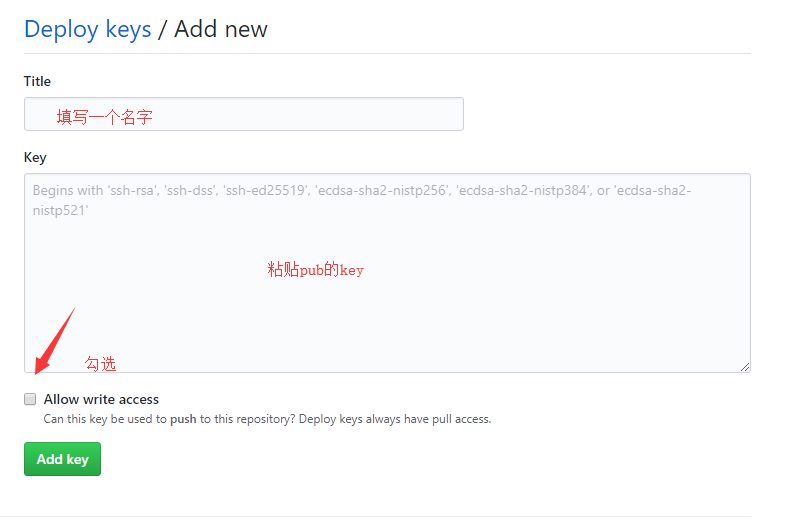 Deploy keys / Add new
Title
填写一个名字
Key
Begins with 'ssh-rsa', 'ssh-dss', 'ssh-ed25519', 'ecdsa-sha2-nistp256', 'ecdsa-sha2-nistp384', or 'ecdsa-sha2-
nistp521'
粘贴pub的key
勾选
Allow write access
Can this key be used to push to this repository? Deploy keys always have pull access.
Add key